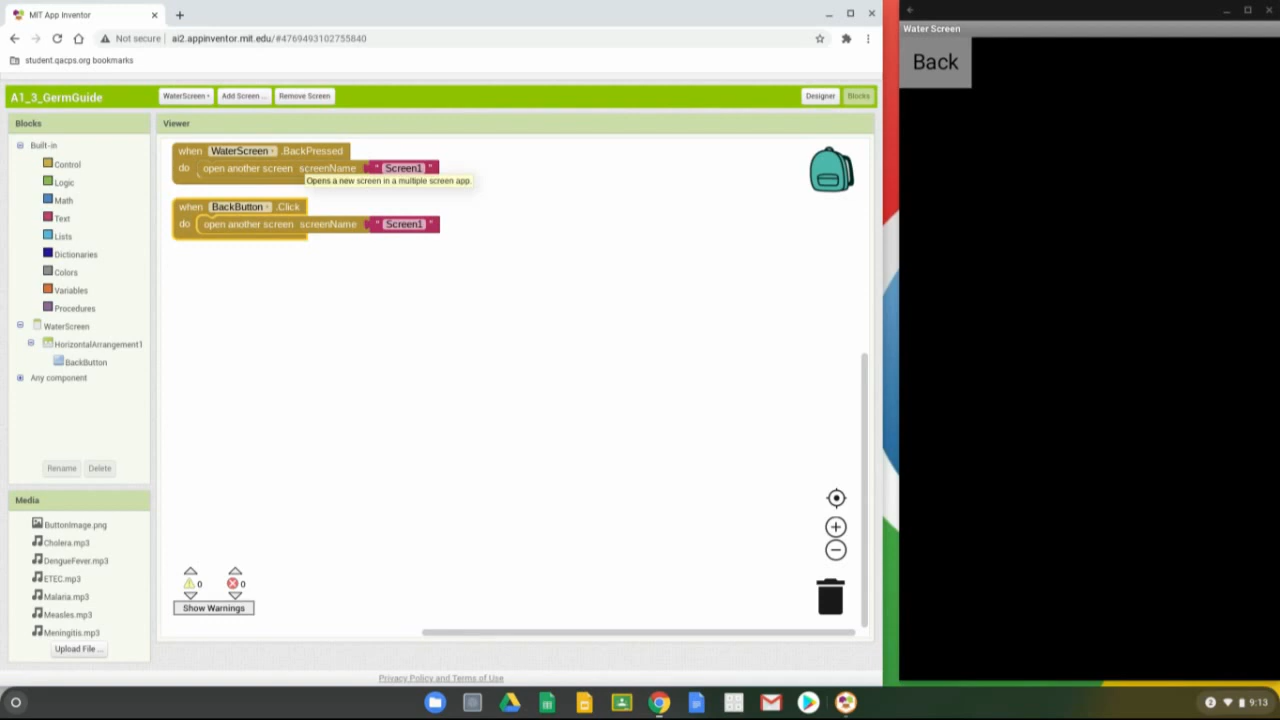 MIT App Inventor
Not secure | ai2.appinventor.mit.edu/#4769493102755840
student.qacps.org bookmarks
A1_3_GermGuide
WaterScreen
Add Screen ...
Remove Screen
Designer
Blocks
Blocks
Viewer
Built-in
Control
Logic
Math
Text
Lists
Dictionaries
Colors
Variables
Procedures
WaterScreen
HorizontalArrangement1
BackButton
Any component
Rename
Delete
when WaterScreen .BackPressed
do open another screen screenName " Screen1 "
Opens a new screen in a multiple screen app.
when BackButton .Click
do open another screen screenName " Screen1 "
Media
ButtonImage.png
Cholera.mp3
DengueFever.mp3
ETEC.mp3
Malaria.mp3
Measles.mp3
Meningitis.mp3
Upload File ...
0
0
Show Warnings
Privacy Policy and Terms of Use
Water Screen
Back
2
9:13